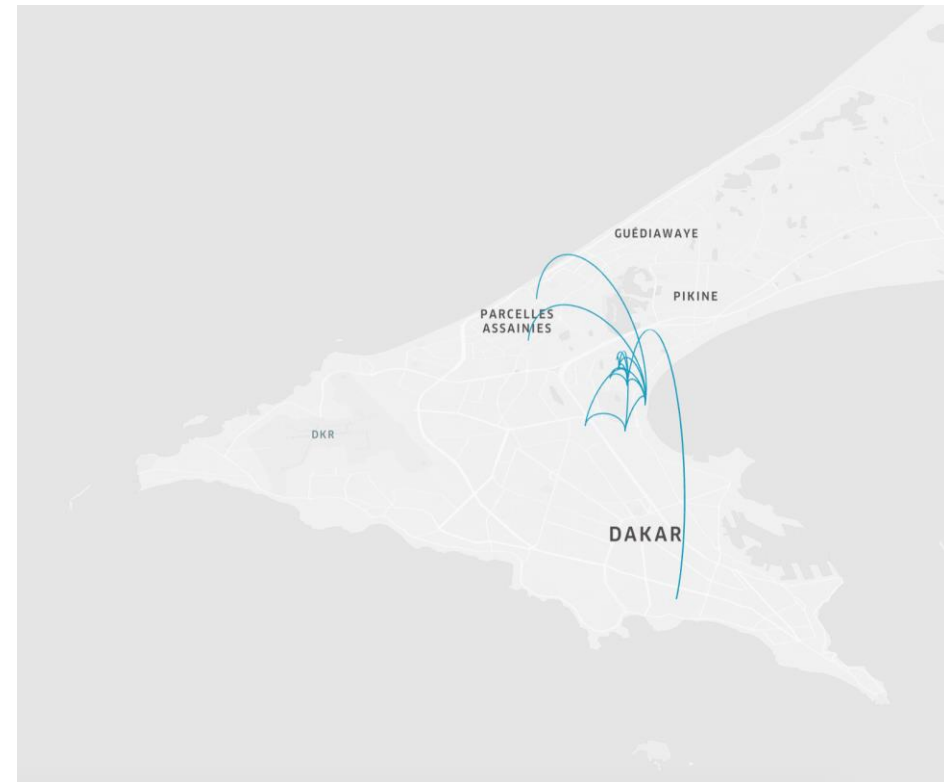 GUÉDIAWAYE
PIKINE
PARCELLES
ASSAINIES
DKR
DAKAR